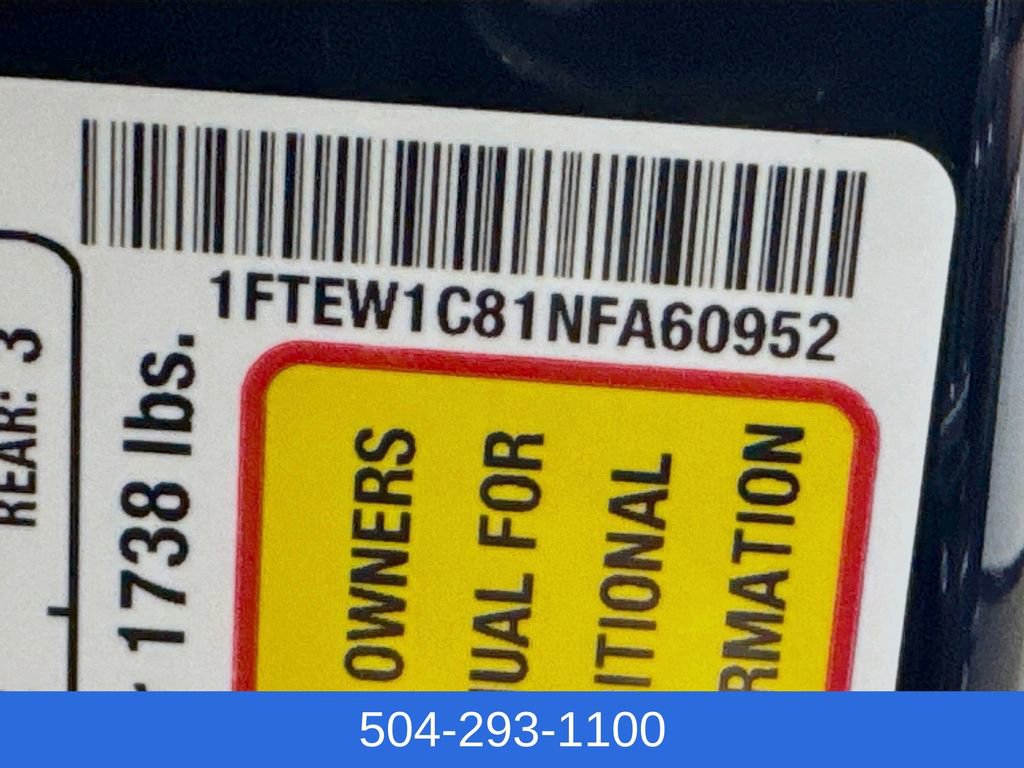 1FTEW1C81NFA60952
REAR: 3
1738 lbs.
OWNERS
UAL FOR
ITIONAL
RMATION
504-293-1100